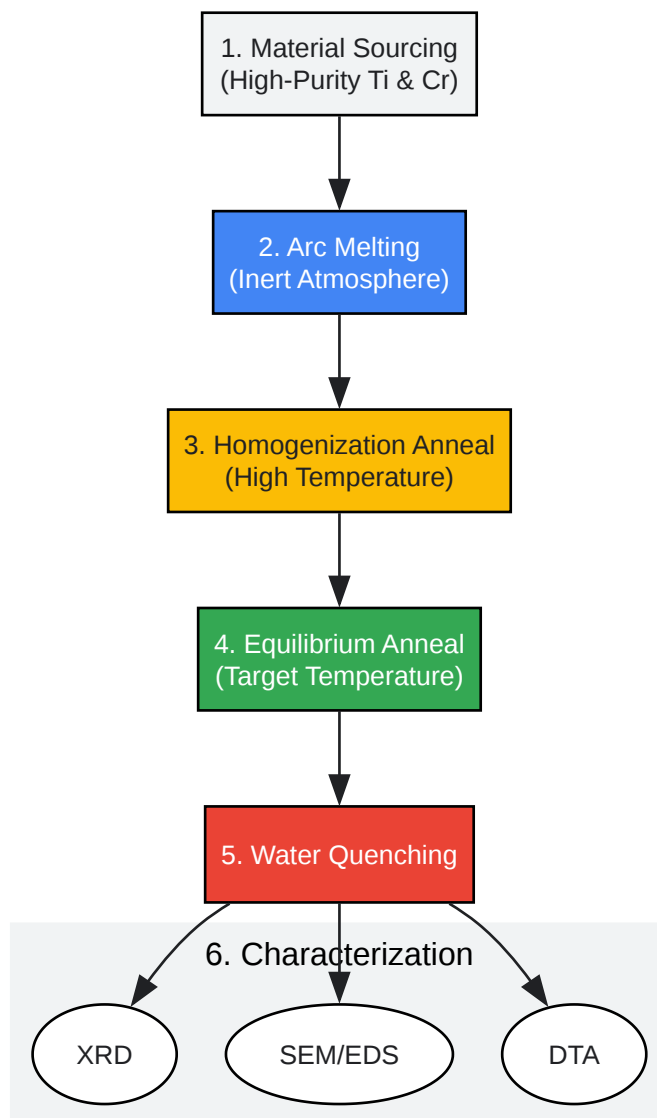 1. Material Sourcing
(High-Purity Ti & Cr)
2. Arc Melting
(Inert Atmosphere)
3. Homogenization Anneal
(High Temperature)
4. Equilibrium Anneal
(Target Temperature)
5. Water Quenching
6. Characterization
XRD
SEM/EDS
DTA